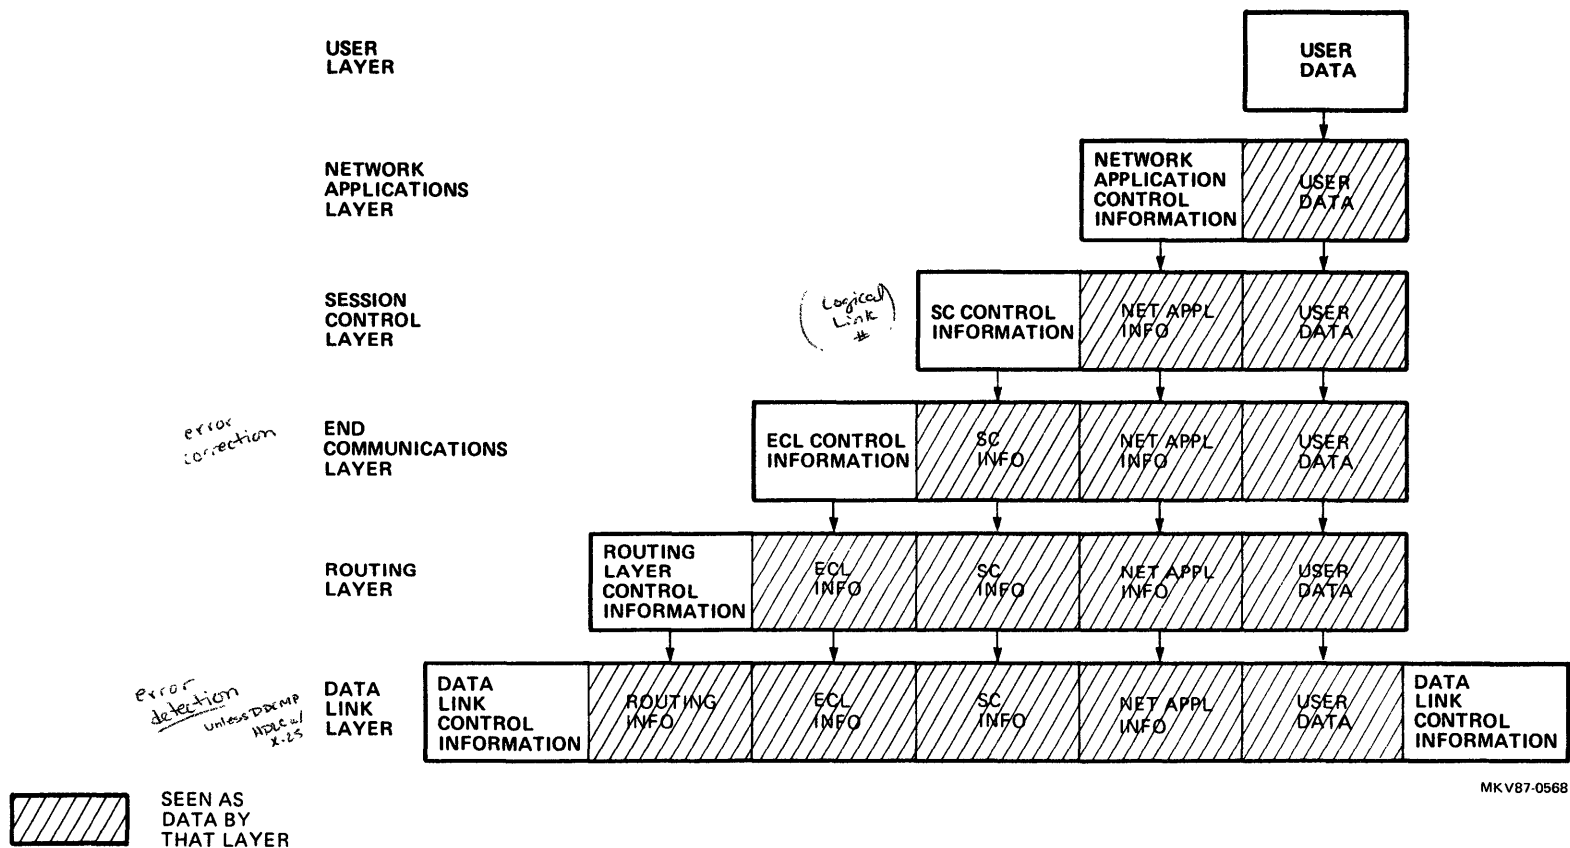 USER
LAYER
USER
DATA
NETWORK
APPLICATIONS
LAYER
NETWORK
APPLICATION
CONTROL
INFORMATION
USER
DATA
SESSION
CONTROL
LAYER
(Logical
Link
#)
SC CONTROL
INFORMATION
NET APPL
INFO
USER
DATA
error
correction
END
COMMUNICATIONS
LAYER
ECL CONTROL
INFORMATION
SC
INFO
NET APPL
INFO
USER
DATA
ROUTING
LAYER
ROUTING
LAYER
CONTROL
INFORMATION
ECL
INFO
SC
INFO
NET APPL
INFO
USER
DATA
error
detection
unless DDCMP
HDLC w/
X.25
DATA
LINK
LAYER
DATA
LINK
CONTROL
INFORMATION
ROUTING
INFO
ECL
INFO
SC
INFO
NET APPL
INFO
USER
DATA
DATA
LINK
CONTROL
INFORMATION
MKV87-0568
SEEN AS
DATA BY
THAT LAYER